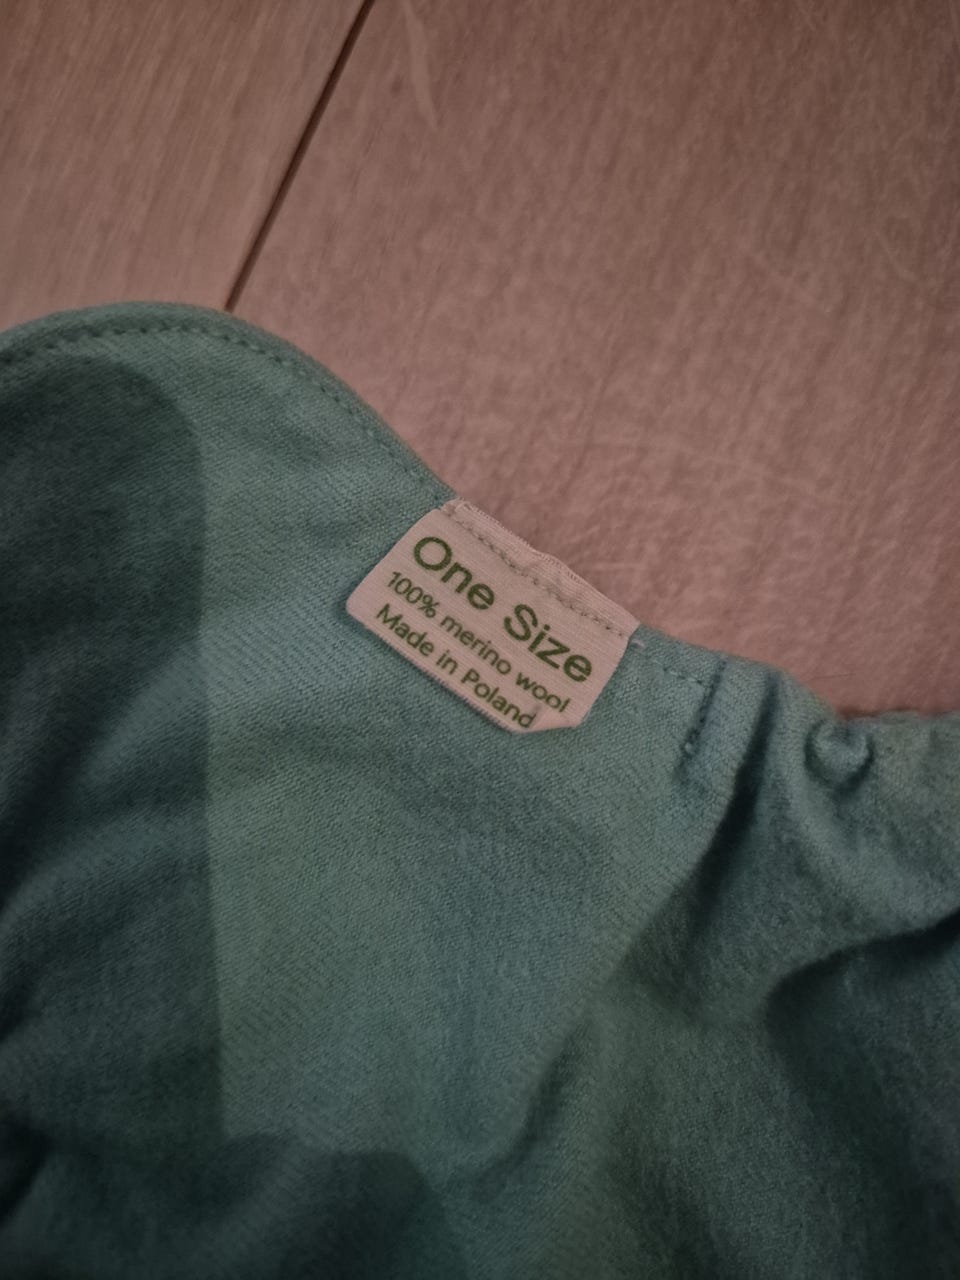 One Size
100% merino wool
Made in Poland